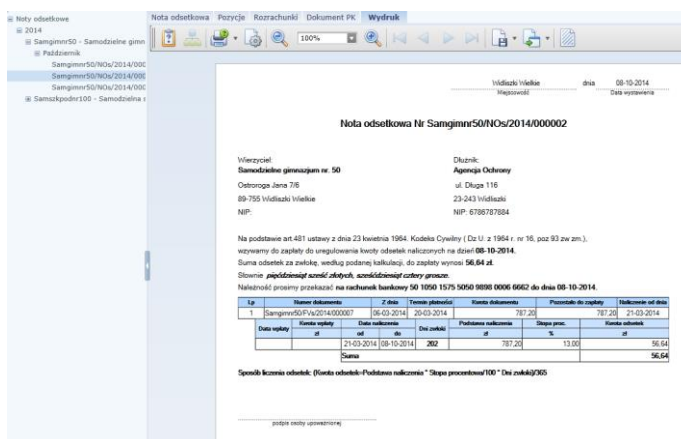 Noty odsetkowe
2014
Samgimnr50 - Samodzielne gimn
Październik
Samgimnr50/NOs/2014/000
Samgimnr50/NOs/2014/000
Samgimnr50/NOs/2014/000
Samszkpodnr100 - Samodzielna s
Nota odsetkowa Pozycje Rozrachunki Dokument PK Wydruk
100%
Widliszki Wielkie dnia 08-10-2014
Miejscowość Data wystawienia
Nota odsetkowa Nr Samgimnr50/NOs/2014/000002
Wierzyciel: Dłużnik:
Samodzielne gimnazjum nr. 50 Agencja Ochrony
Ostroroga Jana 7/6 ul. Długa 116
89-755 Widliszki Wielkie 23-243 Widliszki
NIP: NIP: 6786787884
Na podstawie art.481 ustawy z dnia 23 kwietnia 1964. Kodeks Cywilny ( Dz U. z 1964 r. nr 16, poz 93 zw zm.),
wzywamy do zapłaty do uregulowania kwoty odsetek naliczonych na dzień 08-10-2014.
Suma odsetek za zwłokę, według podanej kalkulacji, do zapłaty wynosi 56,64 zł.
Słownie pięćdziesiąt sześć złotych, sześćdziesiąt cztery grosze.
Należność prosimy przekazać na rachunek bankowy 50 1050 1575 5050 9898 0006 6662 do dnia 08-10-2014.
Lp Numer dokumentu Z dnia Termin płatności Kwota dokumentu Pozostało do zapłaty Naliczenie od dnia
1 Samgimnr50/FVs/2014/000007 06-03-2014 20-03-2014 787,20 787,20 21-03-2014
Data wpłaty Kwota wpłaty Data naliczenia Dni zwłoki Podstawa naliczenia Stopa proc. Kwota odsetek
zł od do zł % zł
21-03-2014 08-10-2014 202 787,20 13,00 56,64
Suma 56,64
Sposób liczenia odsetek: (Kwota odsetek=Podstawa naliczenia * Stopa procentowa/100 * Dni zwłoki)/365
podpis osoby upoważnionej